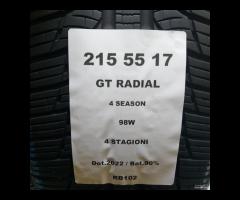 215 55 17
GT RADIAL
4 SEASON
98W
4 STAGIONI
Dot.2022 / Bat.90%
RB102